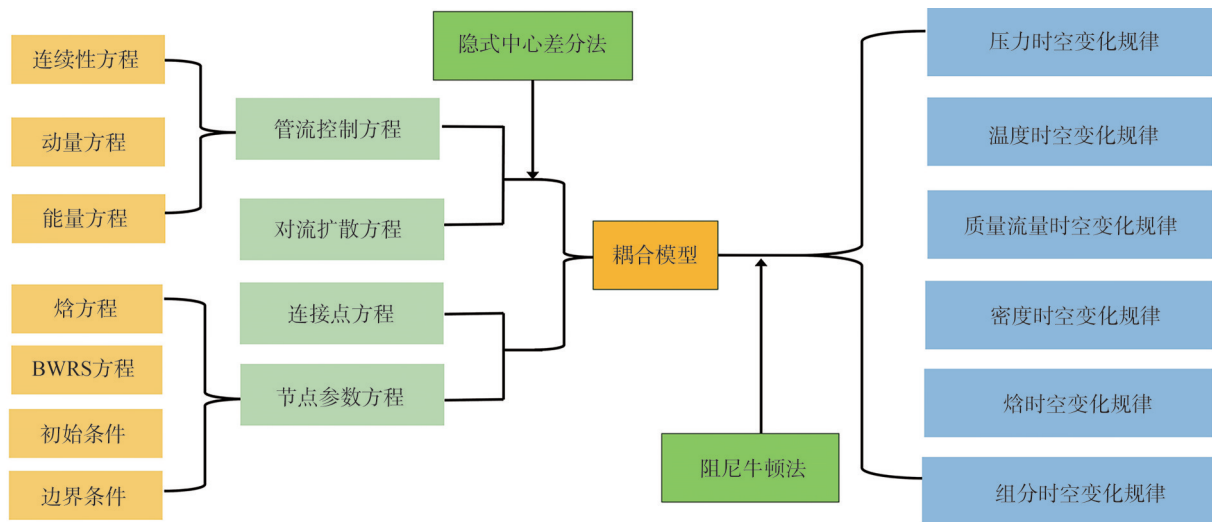 连续性方程
动量方程
能量方程
焓方程
BWRS方程
初始条件
边界条件
管流控制方程
对流扩散方程
连接点方程
节点参数方程
隐式中心差分法
耦合模型
阻尼牛顿法
压力时空变化规律
温度时空变化规律
质量流量时空变化规律
密度时空变化规律
焓时空变化规律
组分时空变化规律